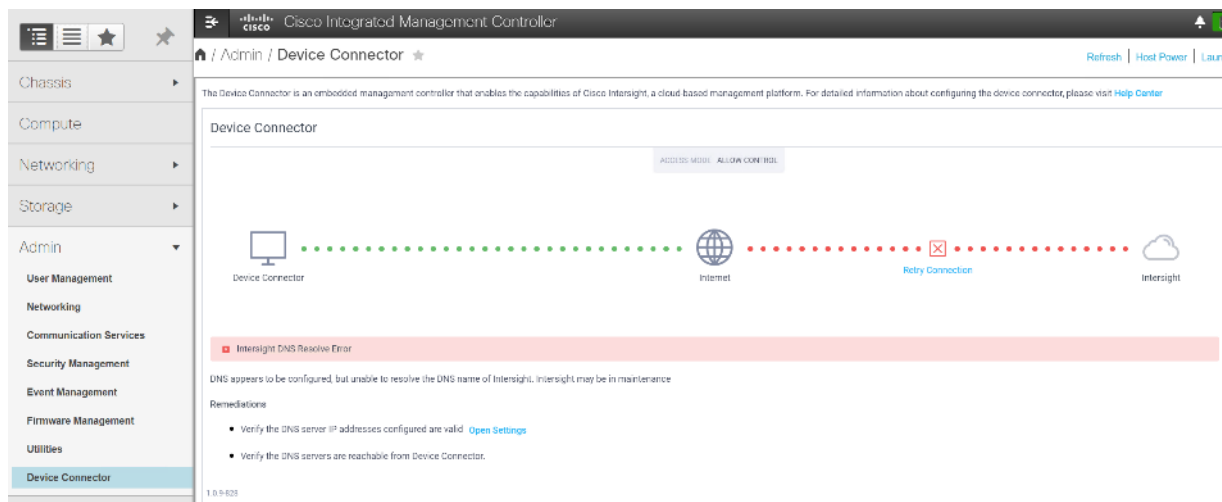 cisco Cisco Integrated Management Controller
/ Admin / Device Connector
Refresh | Host Power | Laun
Chassis
Compute
Networking
Storage
Admin
User Management
Networking
Communication Services
Security Management
Event Management
Firmware Management
Utilities
Device Connector
The Device Connector is an embedded management controller that enables the capabilities of Cisco Intersight, a cloud based management platform. For detailed information about configuring the device connector, please visit Help Center
Device Connector
ACCESS MODE ALLOW CONTROL
Device Connector
Internet
Retry Connection
Intersight
Intersight DNS Resolve Error
DNS appears to be configured, but unable to resolve the DNS name of Intersight. Intersight may be in maintenance
Remediations
Verify the DNS server IP addresses configured are valid Open Settings
Verify the DNS servers are reachable from Device Connector.
1.0.9-828